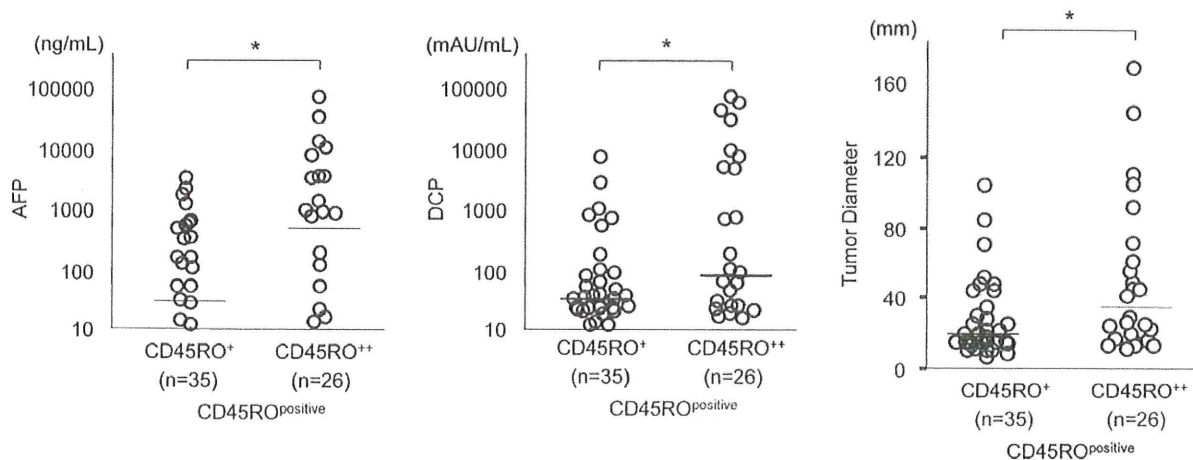 (ng/mL)
*
100000
10000
1000
100
10
AFP
CD45RO⁺
CD45RO⁺⁺
(n=35)
(n=26)
CD45ROᵖᵒˢⁱᵗⁱᵛᵉ
(mAU/mL)
*
100000
10000
1000
100
10
DCP
CD45RO⁺
CD45RO⁺⁺
(n=35)
(n=26)
CD45ROᵖᵒˢⁱᵗⁱᵛᵉ
(mm)
*
160
120
80
40
0
Tumor Diameter
CD45RO⁺
CD45RO⁺⁺
(n=35)
(n=26)
CD45ROᵖᵒˢⁱᵗⁱᵛᵉ